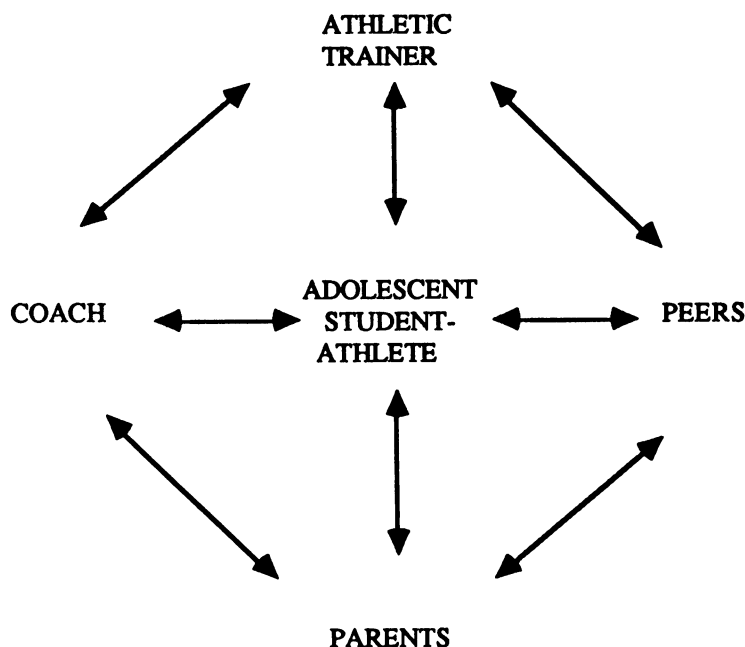 ATHLETIC
TRAINER
COACH
ADOLESCENT
STUDENT-
ATHLETE
PEERS
PARENTS